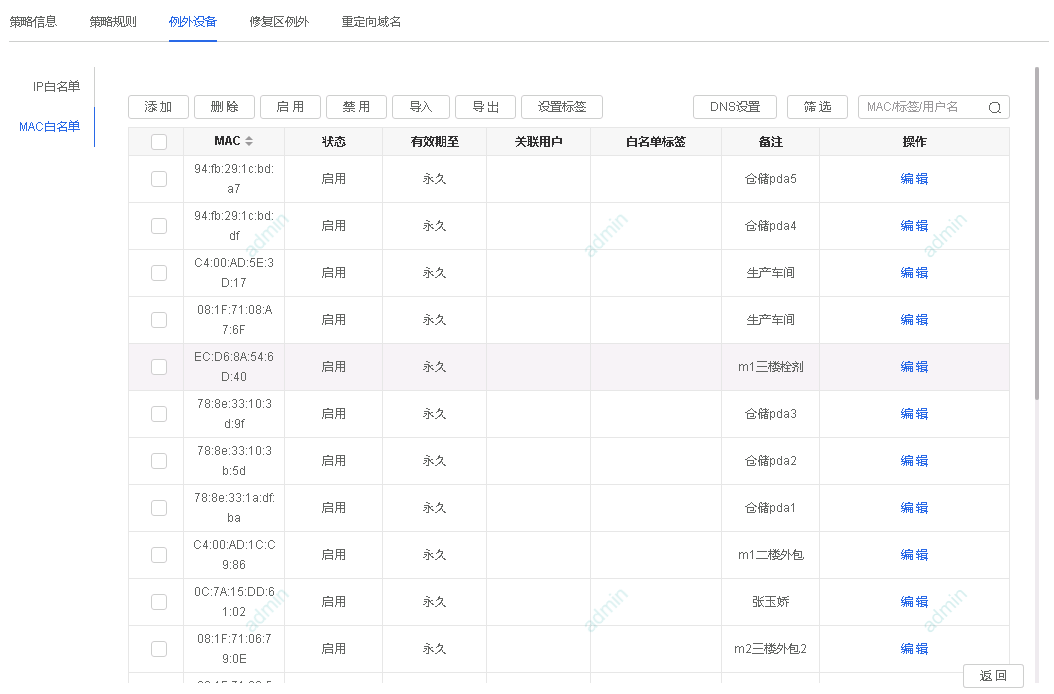 策略信息 策略规则 例外设备 修复区例外 重定向域名
IP白名单
MAC白名单
添加 删除 启用 禁用 导入 导出 设置标签 DNS设置 筛选 MAC/标签/用户名
MAC 状态 有效期至 关联用户 白名单标签 备注 操作
94:fb:29:1c:bd:
a7
启用 永久 仓储pda5 编辑
94:fb:29:1c:bd:
df
启用 永久 仓储pda4 编辑
C4:00:AD:5E:3
D:17
启用 永久 生产车间 编辑
08:1F:71:08:A
7:6F
启用 永久 生产车间 编辑
EC:D6:8A:54:6
D:40
启用 永久 m1三楼栓剂 编辑
78:8e:33:10:3
d:9f
启用 永久 仓储pda3 编辑
78:8e:33:10:3
b:5d
启用 永久 仓储pda2 编辑
78:8e:33:1a:df:
ba
启用 永久 仓储pda1 编辑
C4:00:AD:1C:C
9:86
启用 永久 m1二楼外包 编辑
0C:7A:15:DD:6
1:02
启用 永久 张玉娇 编辑
08:1F:71:06:7
9:0E
启用 永久 m2三楼外包2 编辑
返回
admin admin admin
admin admin admin